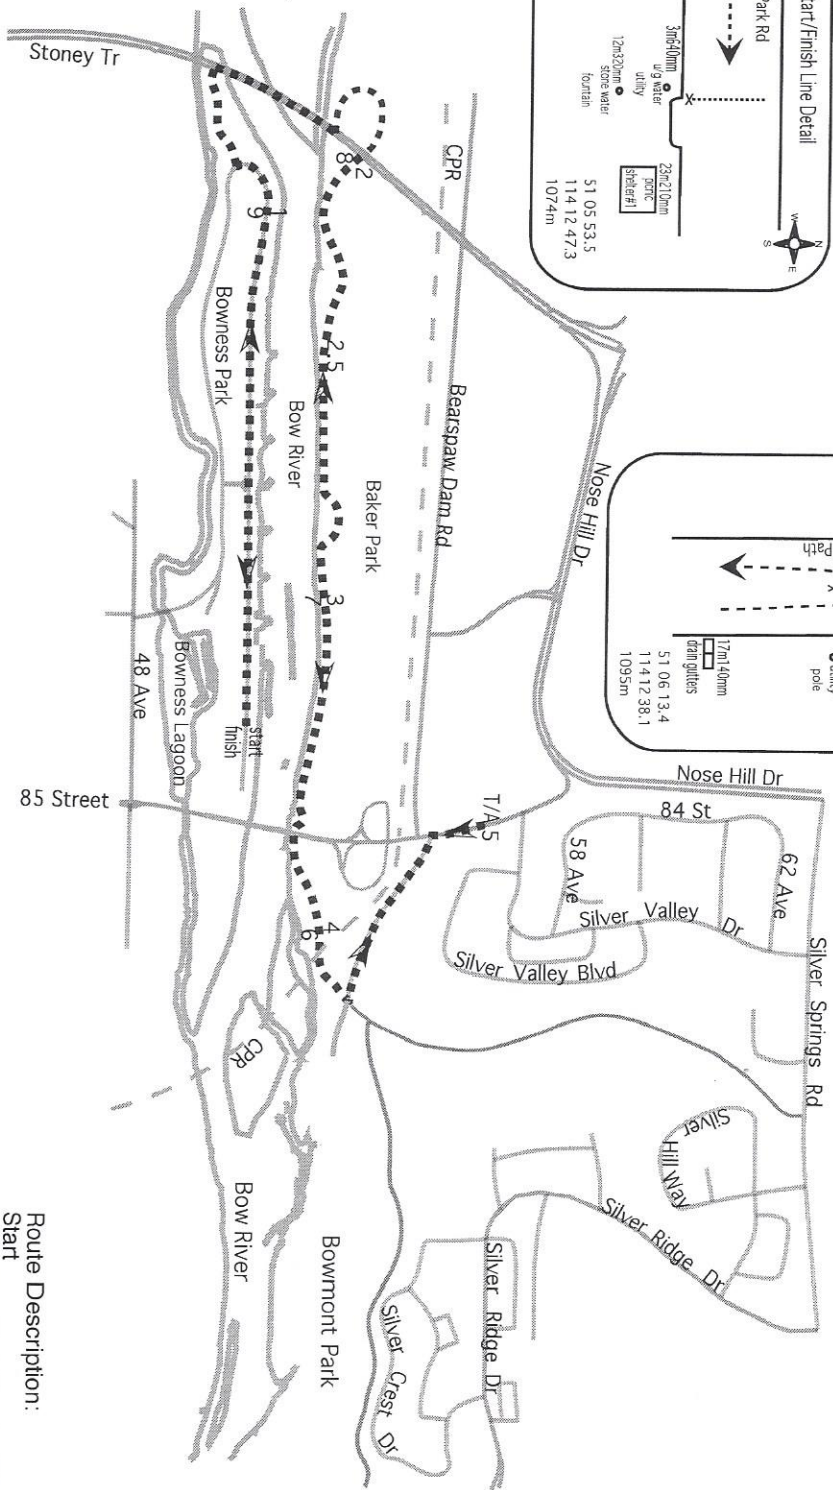 Start/Finish Line Detail
Park Rd
3m640mm
u/g water
utility
12m320mm
stone water
fountain
X
23m210mm
picnic
shelter#1
51 05 53.5
114 12 47.3
1074m
N
W
E
S
Path
X
pole
17m140mm
drain gutters
51 06 13.4
114 12 38.1
1095m
Stoney Tr
CPR
Bearspaw Dam Rd
Nose Hill Dr
Nose Hill Dr
84 St
62 Ave
58 Ave
Silver Valley Dr
Silver Valley Blvd
Silver Springs Rd
Silver Hill Way
Silver Ridge Dr
Silver Ridge Dr
Silver Crest Dr
2
8
1
9
2.5
3
7
4
6
T/A 5
Bowness Park
Bow River
Baker Park
start
finish
Bowness Lagoon
48 Ave
85 Street
CPR
Bow River
Bowmont Park
Route Description:
Start